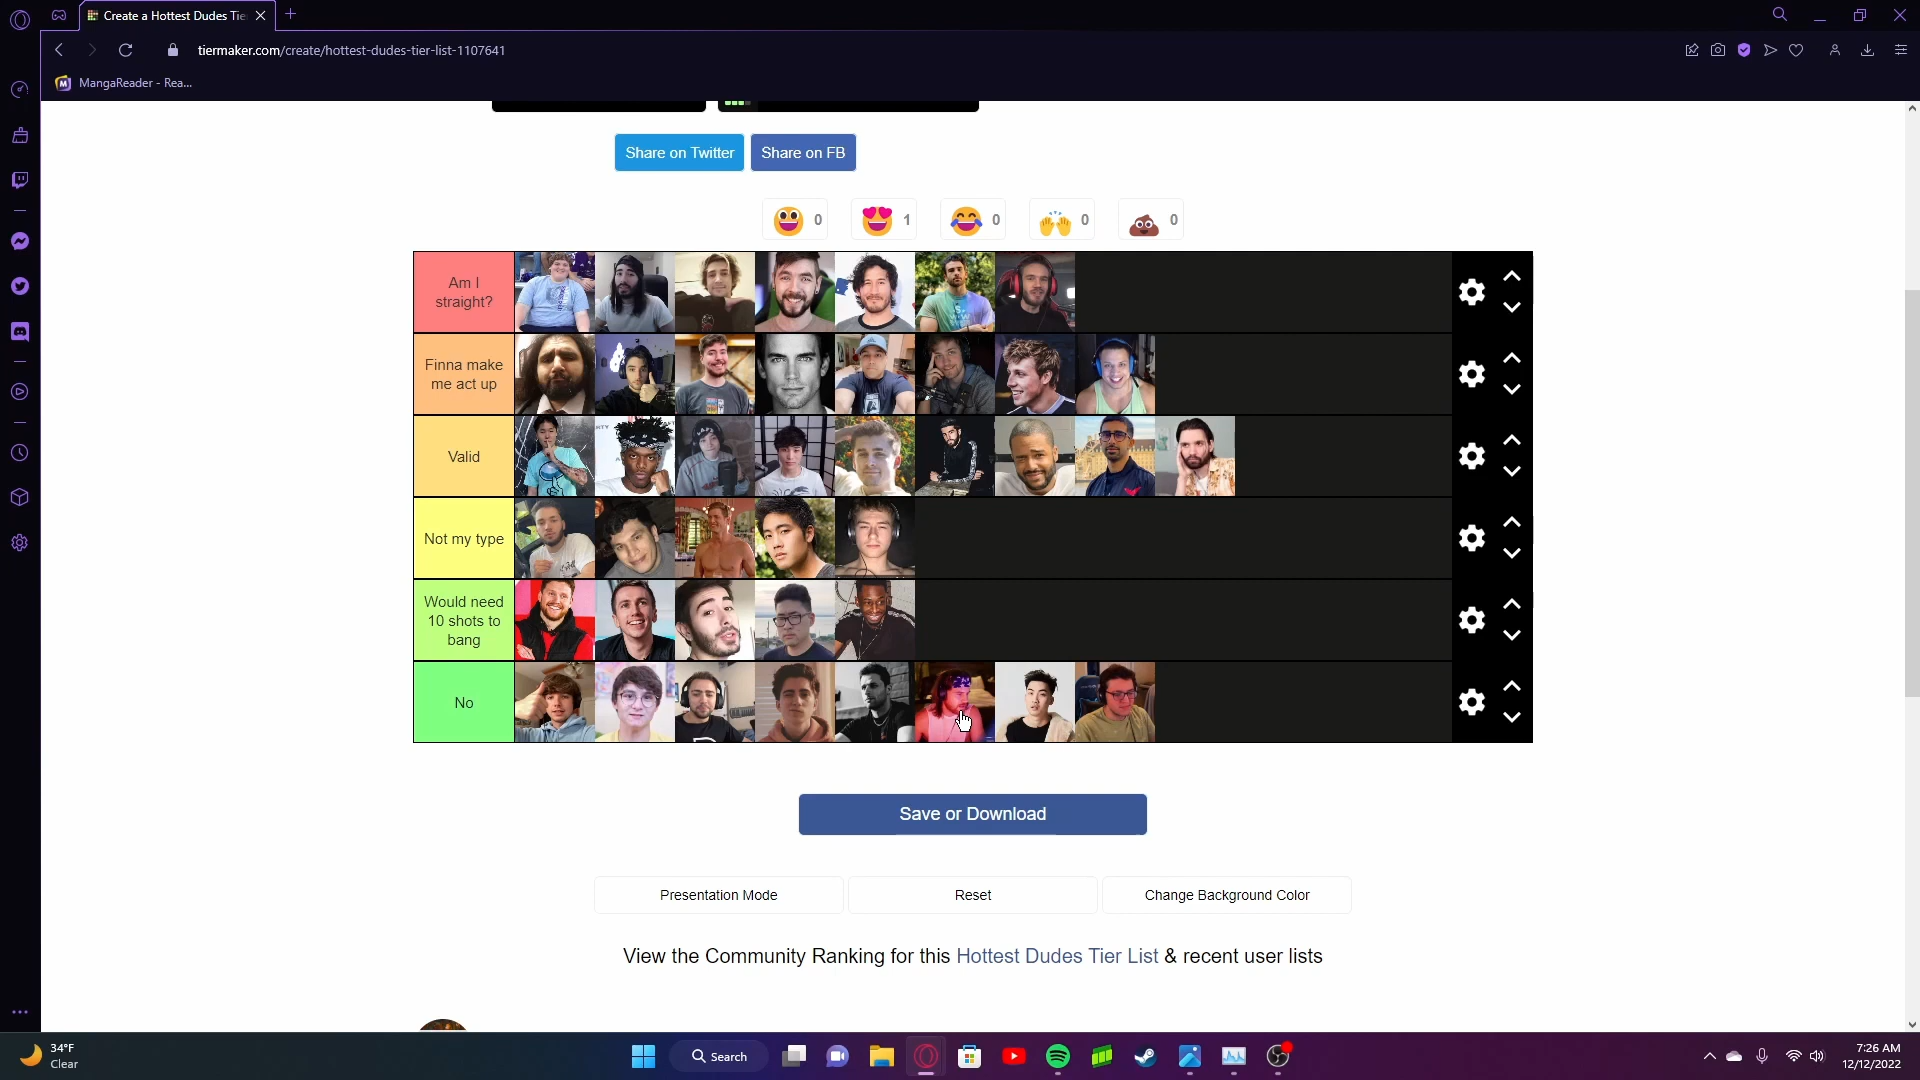 Create a Hottest Dudes Tie
tiermaker.com/create/hottest-dudes-tier-list-1107641
MangaReader - Rea...
Share on Twitter
Share on FB
0
1
0
0
0
Am I
straight?
Finna make
me act up
Valid
Not my type
Would need
10 shots to
bang
No
Save or Download
Presentation Mode
Reset
Change Background Color
View the Community Ranking for this Hottest Dudes Tier List & recent user lists
34°F
Clear
Search
7:26 AM
12/12/2022